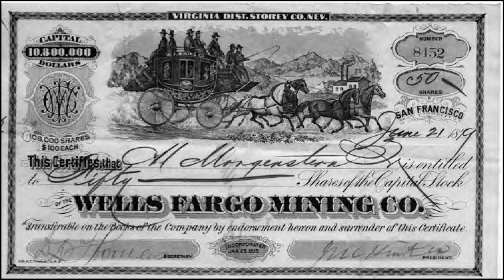 VIRGINIA DIST. STOREY CO. NEV.
CAPITAL
10,800,000
DOLLARS
108,000 SHARES
$100 EACH
NUMBER
8452
50
SHARES
SAN FRANCISCO
June 21 1879
This Certifies that H Morgenstern is entitled
to Fifty Shares of the Capital Stock
OF THE WELLS FARGO MINING CO.
Transferable on the Books of the Company by endorsement hereon and surrender of this Certificate.
INCORPORATED
SECRETARY.
PRESIDENT.